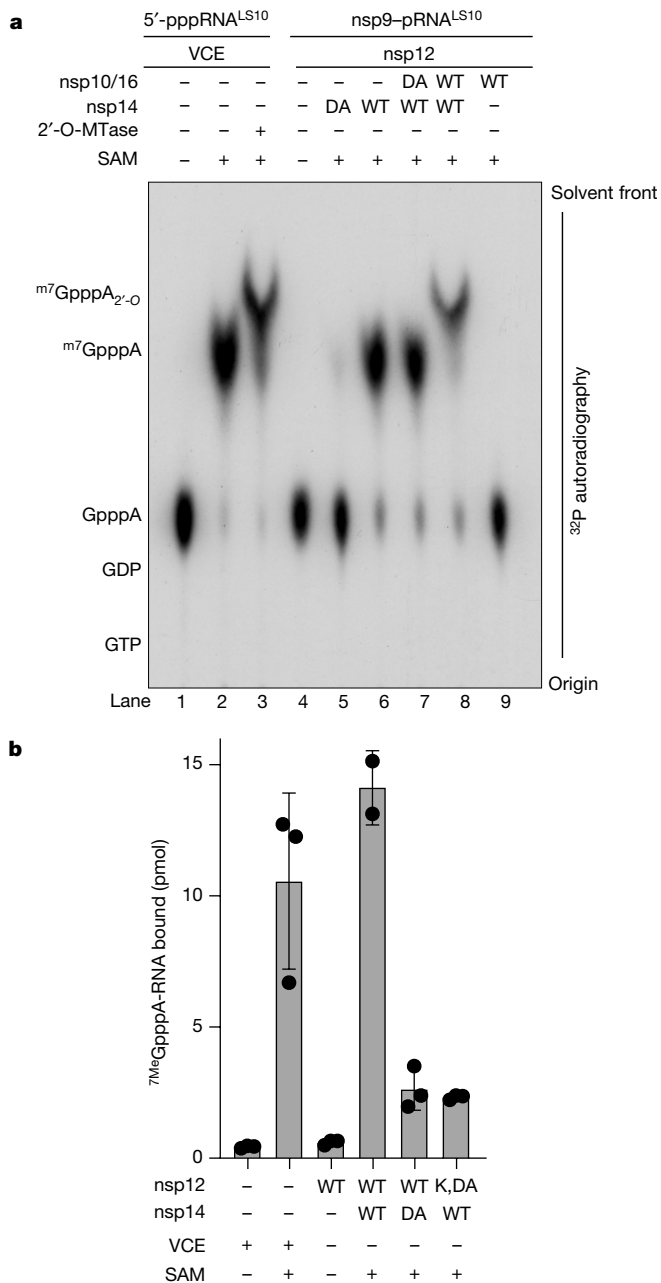 a
5′-pppRNA^LS10 nsp9–pRNA^LS10
VCE nsp12
nsp10/16 – – – – – – DA WT WT
nsp14 – – – – DA WT WT WT –
2′-O-MTase – – + – – – – – –
SAM – + + – + + + + +
Solvent front
m7GpppA2′-O
m7GpppA
GpppA
GDP
GTP
32P autoradiography
Origin
Lane 1 2 3 4 5 6 7 8 9
b
15
10
5
0
7MeGpppA-RNA bound (pmol)
nsp12 – – WT WT WT K,DA
nsp14 – – – WT DA WT
VCE + + – – – –
SAM – + – + + +